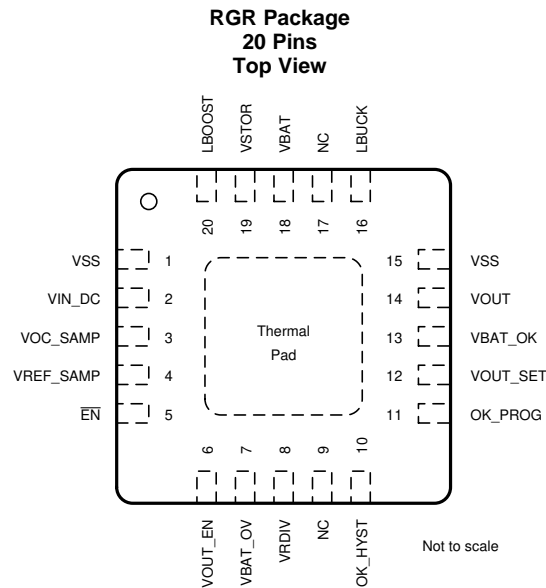 RGR Package
20 Pins
Top View
LBOOST
VSTOR
VBAT
NC
LBUCK
20
19
18
17
16
VSS 1
VIN_DC 2
VOC_SAMP 3
VREF_SAMP 4
EN 5
Thermal
Pad
15 VSS
14 VOUT
13 VBAT_OK
12 VOUT_SET
11 OK_PROG
6
7
8
9
10
VOUT_EN
VBAT_OV
VRDIV
NC
OK_HYST
Not to scale